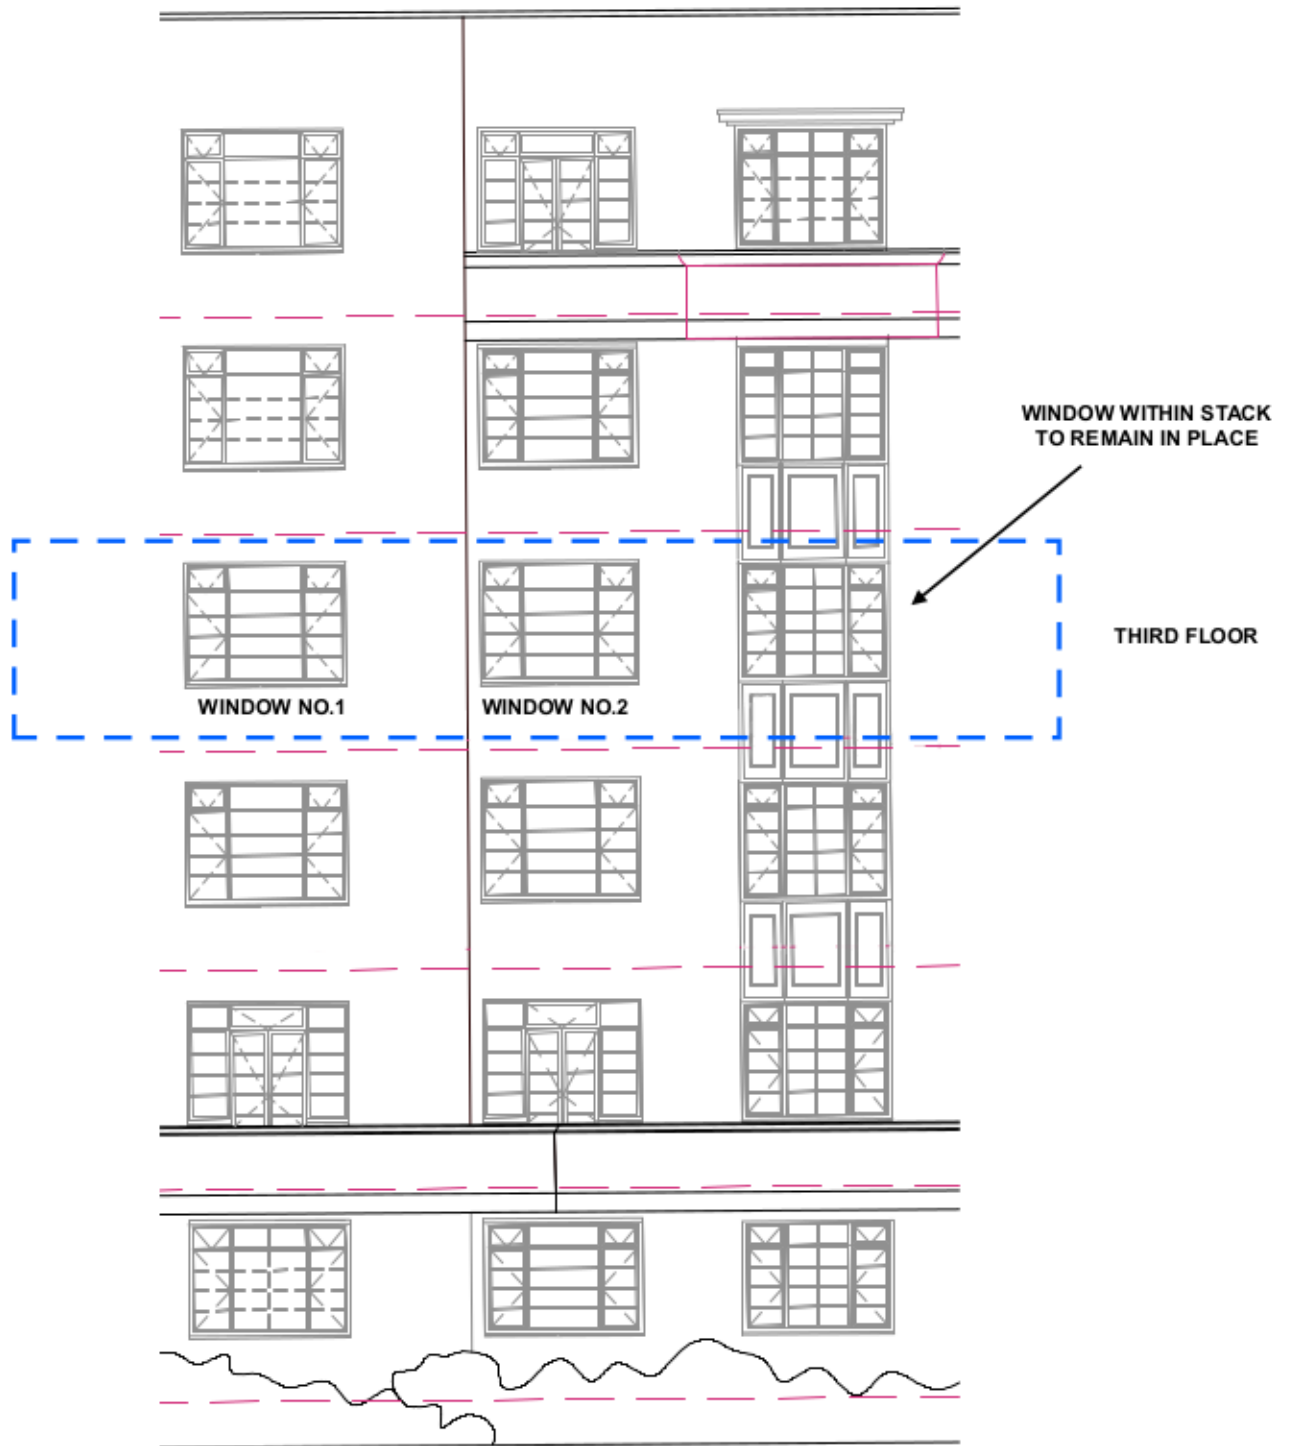 WINDOW WITHIN STACK
TO REMAIN IN PLACE
THIRD FLOOR
WINDOW NO.1
WINDOW NO.2